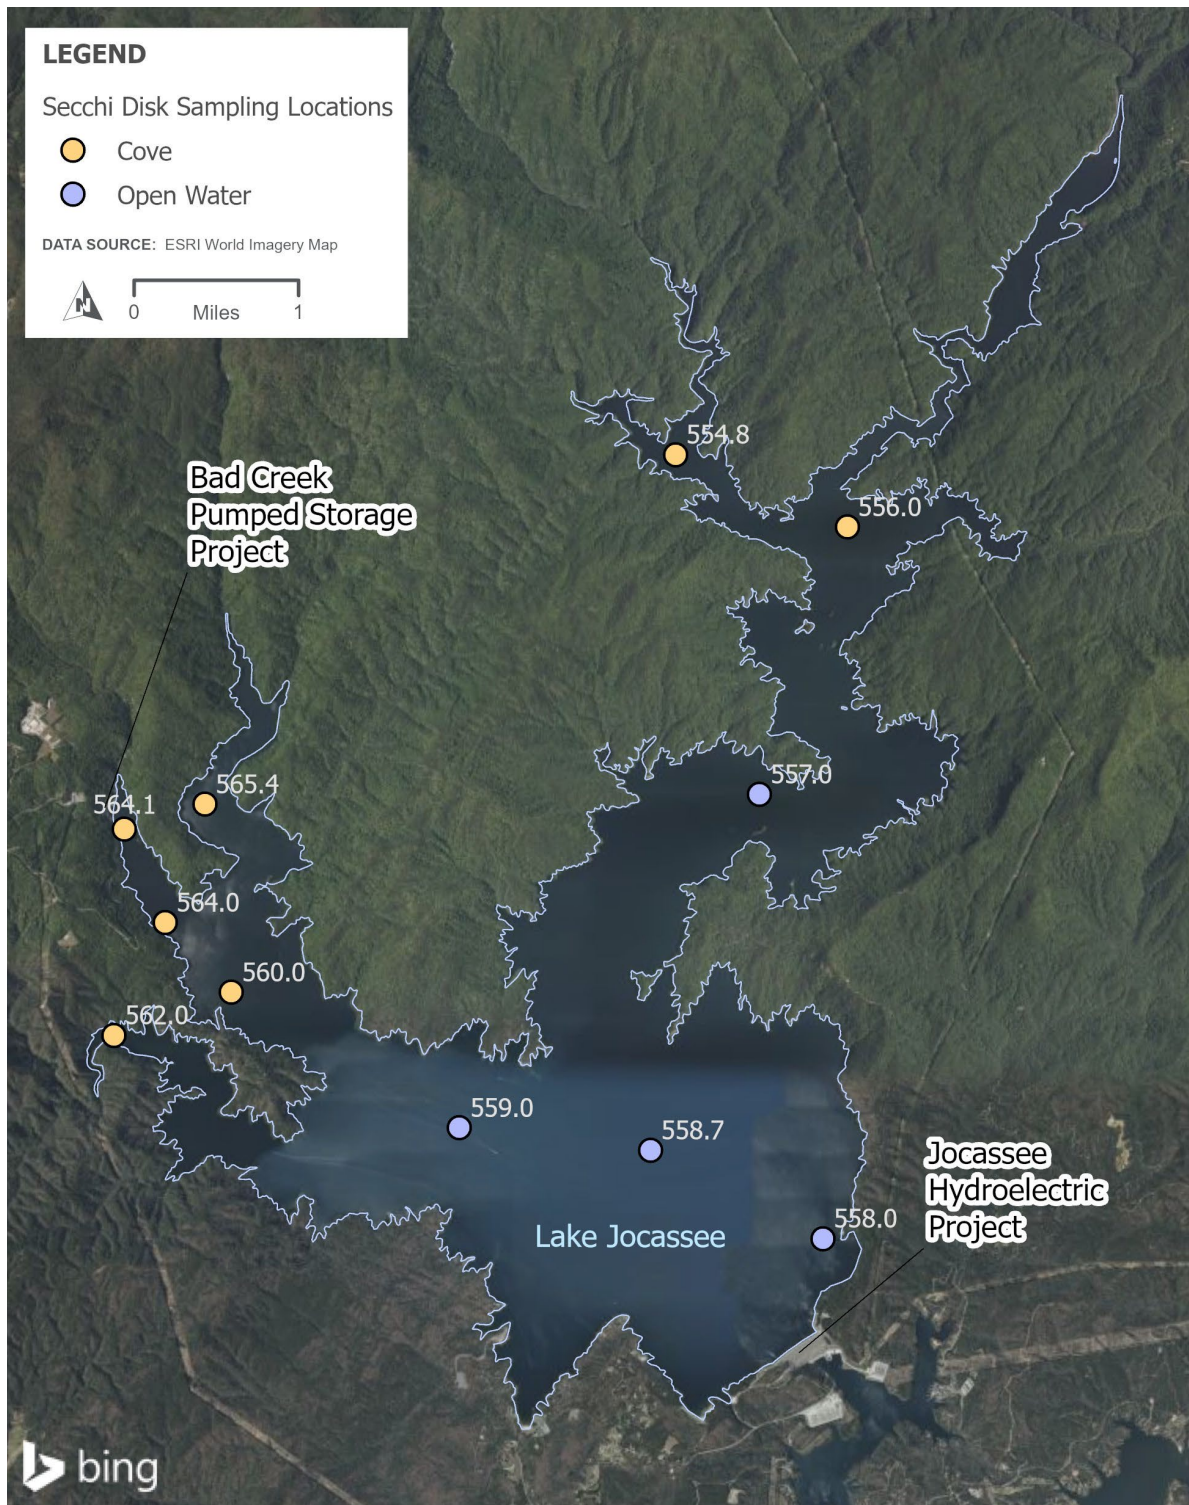 LEGEND
Secchi Disk Sampling Locations
Cove
Open Water
DATA SOURCE: ESRI World Imagery Map
N
0 Miles 1
554.8
Bad Creek
Pumped Storage
Project
556.0
557.0
565.4
564.1
564.0
560.0
562.0
559.0
558.7
Jocassee
Hydroelectric
Project
558.0
Lake Jocassee
bing